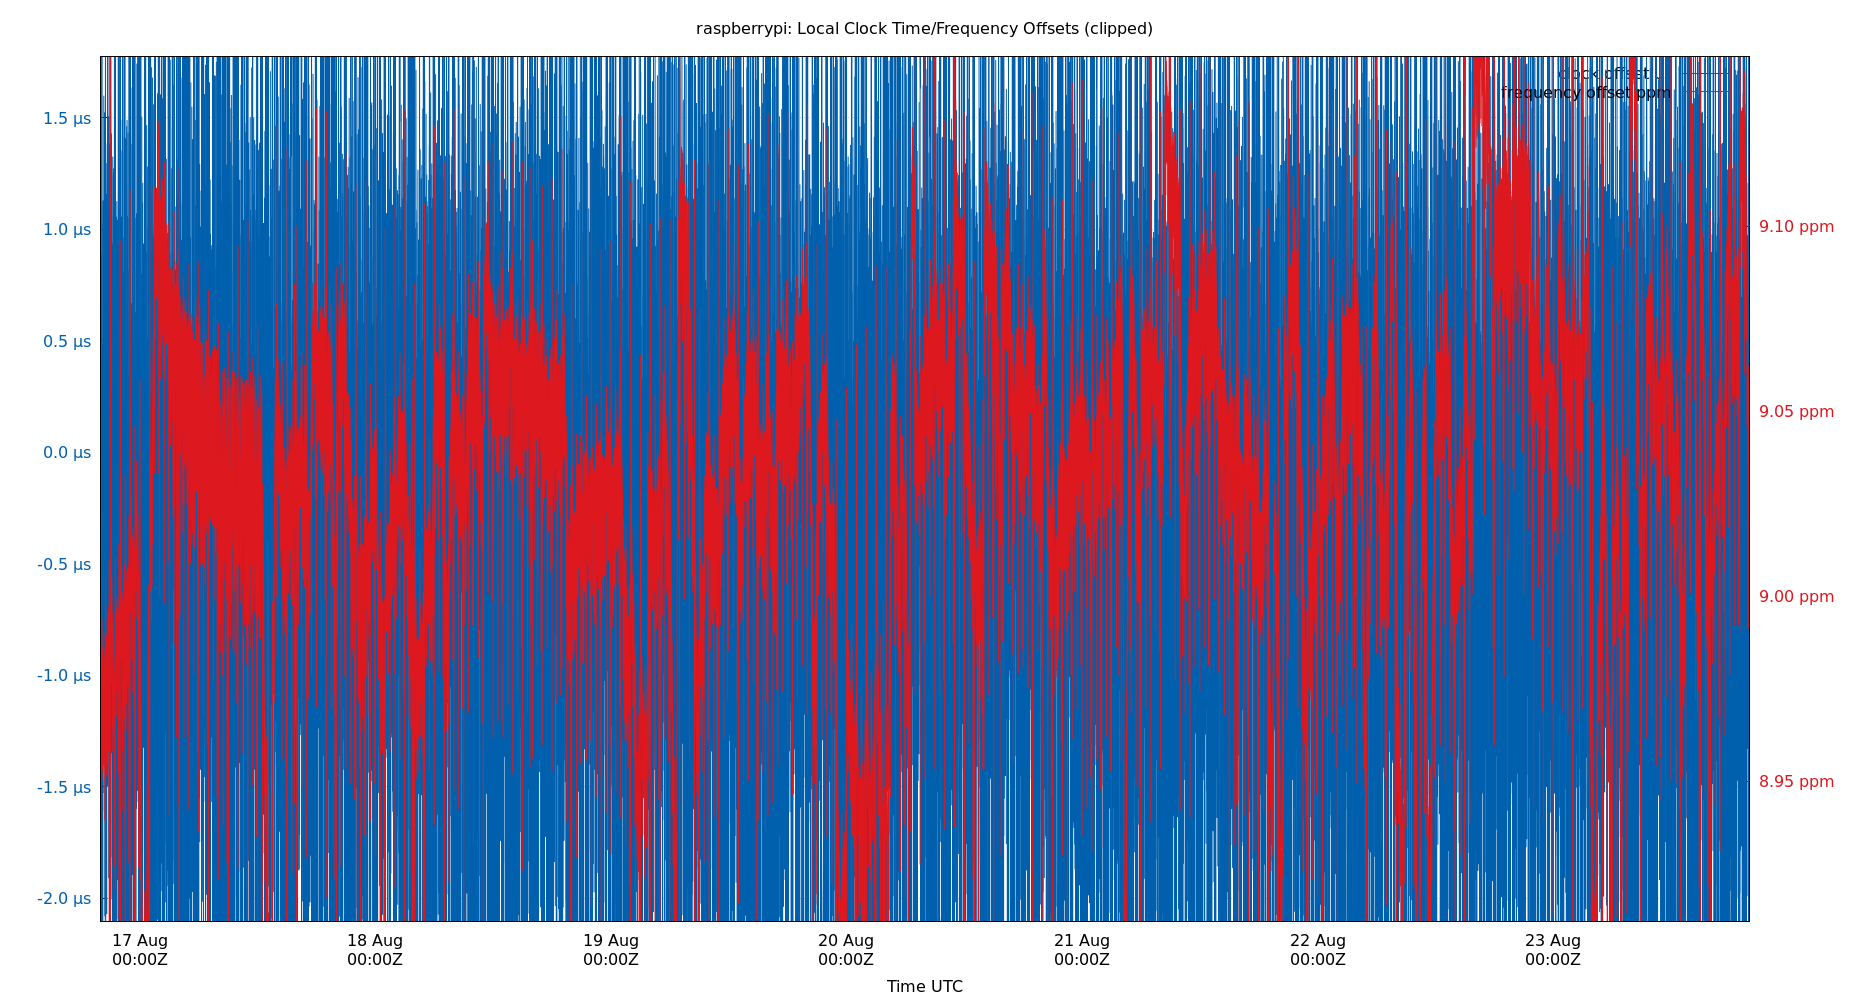 raspberrypi: Local Clock Time/Frequency Offsets (clipped)
clock offset
frequency offset ppm
1.5 µs
1.0 µs
0.5 µs
0.0 µs
-0.5 µs
-1.0 µs
-1.5 µs
-2.0 µs
9.10 ppm
9.05 ppm
9.00 ppm
8.95 ppm
17 Aug 18 Aug 19 Aug 20 Aug 21 Aug 22 Aug 23 Aug
00:00Z 00:00Z 00:00Z 00:00Z 00:00Z 00:00Z 00:00Z
Time UTC